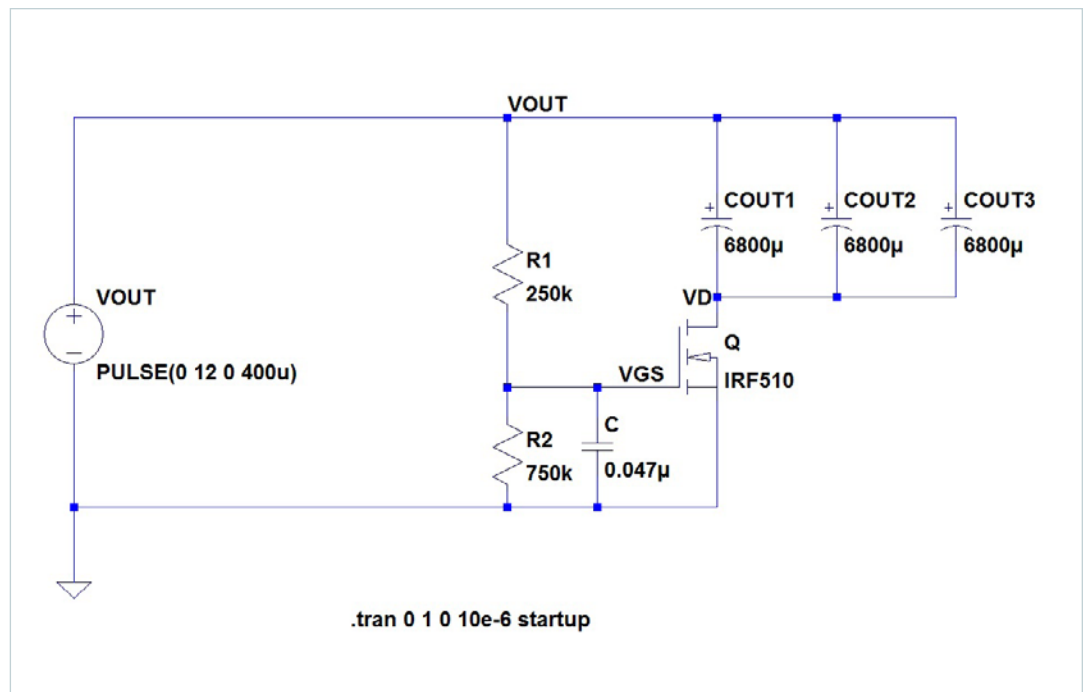 VOUT
COUT1
6800µ
COUT2
6800µ
COUT3
6800µ
R1
250k
VOUT
PULSE(0 12 0 400u)
VD
Q
IRF510
VGS
R2
750k
C
0.047µ
.tran 0 1 0 10e-6 startup